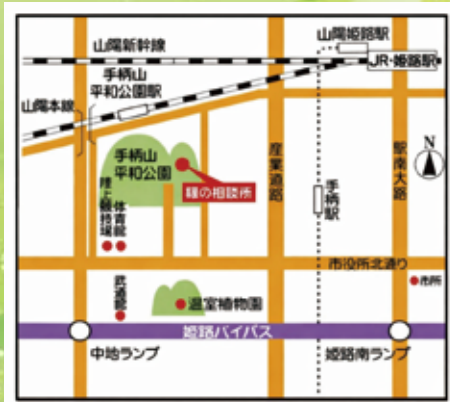 山陽姫路駅
山陽新幹線
JR・姫路駅
手柄山
平和公園駅
山陽本線
手柄山
平和公園
緑の相談所
産業道路
手柄駅
駅南大路
N
陸上競技場
体育館
市役所北通り
市所
武道館
温室植物園
姫路バイパス
中地ランプ
姫路南ランプ